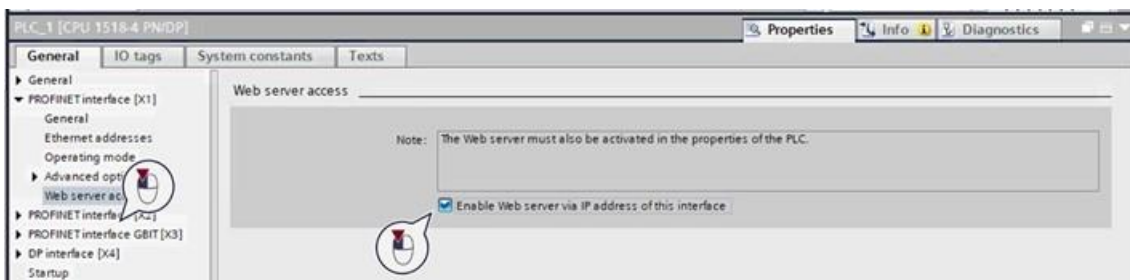 PLC_1 [CPU 1518-4 PN/DP]
Properties
Info
Diagnostics
General
IO tags
System constants
Texts
General
PROFINET interface [X1]
General
Ethernet addresses
Operating mode
Advanced opti
Web server ac
PROFINET interfa [X2]
PROFINET interface GBIT [X3]
DP interface [X4]
Startup
Web server access
Note: The Web server must also be activated in the properties of the PLC.
Enable Web server via IP address of this interface